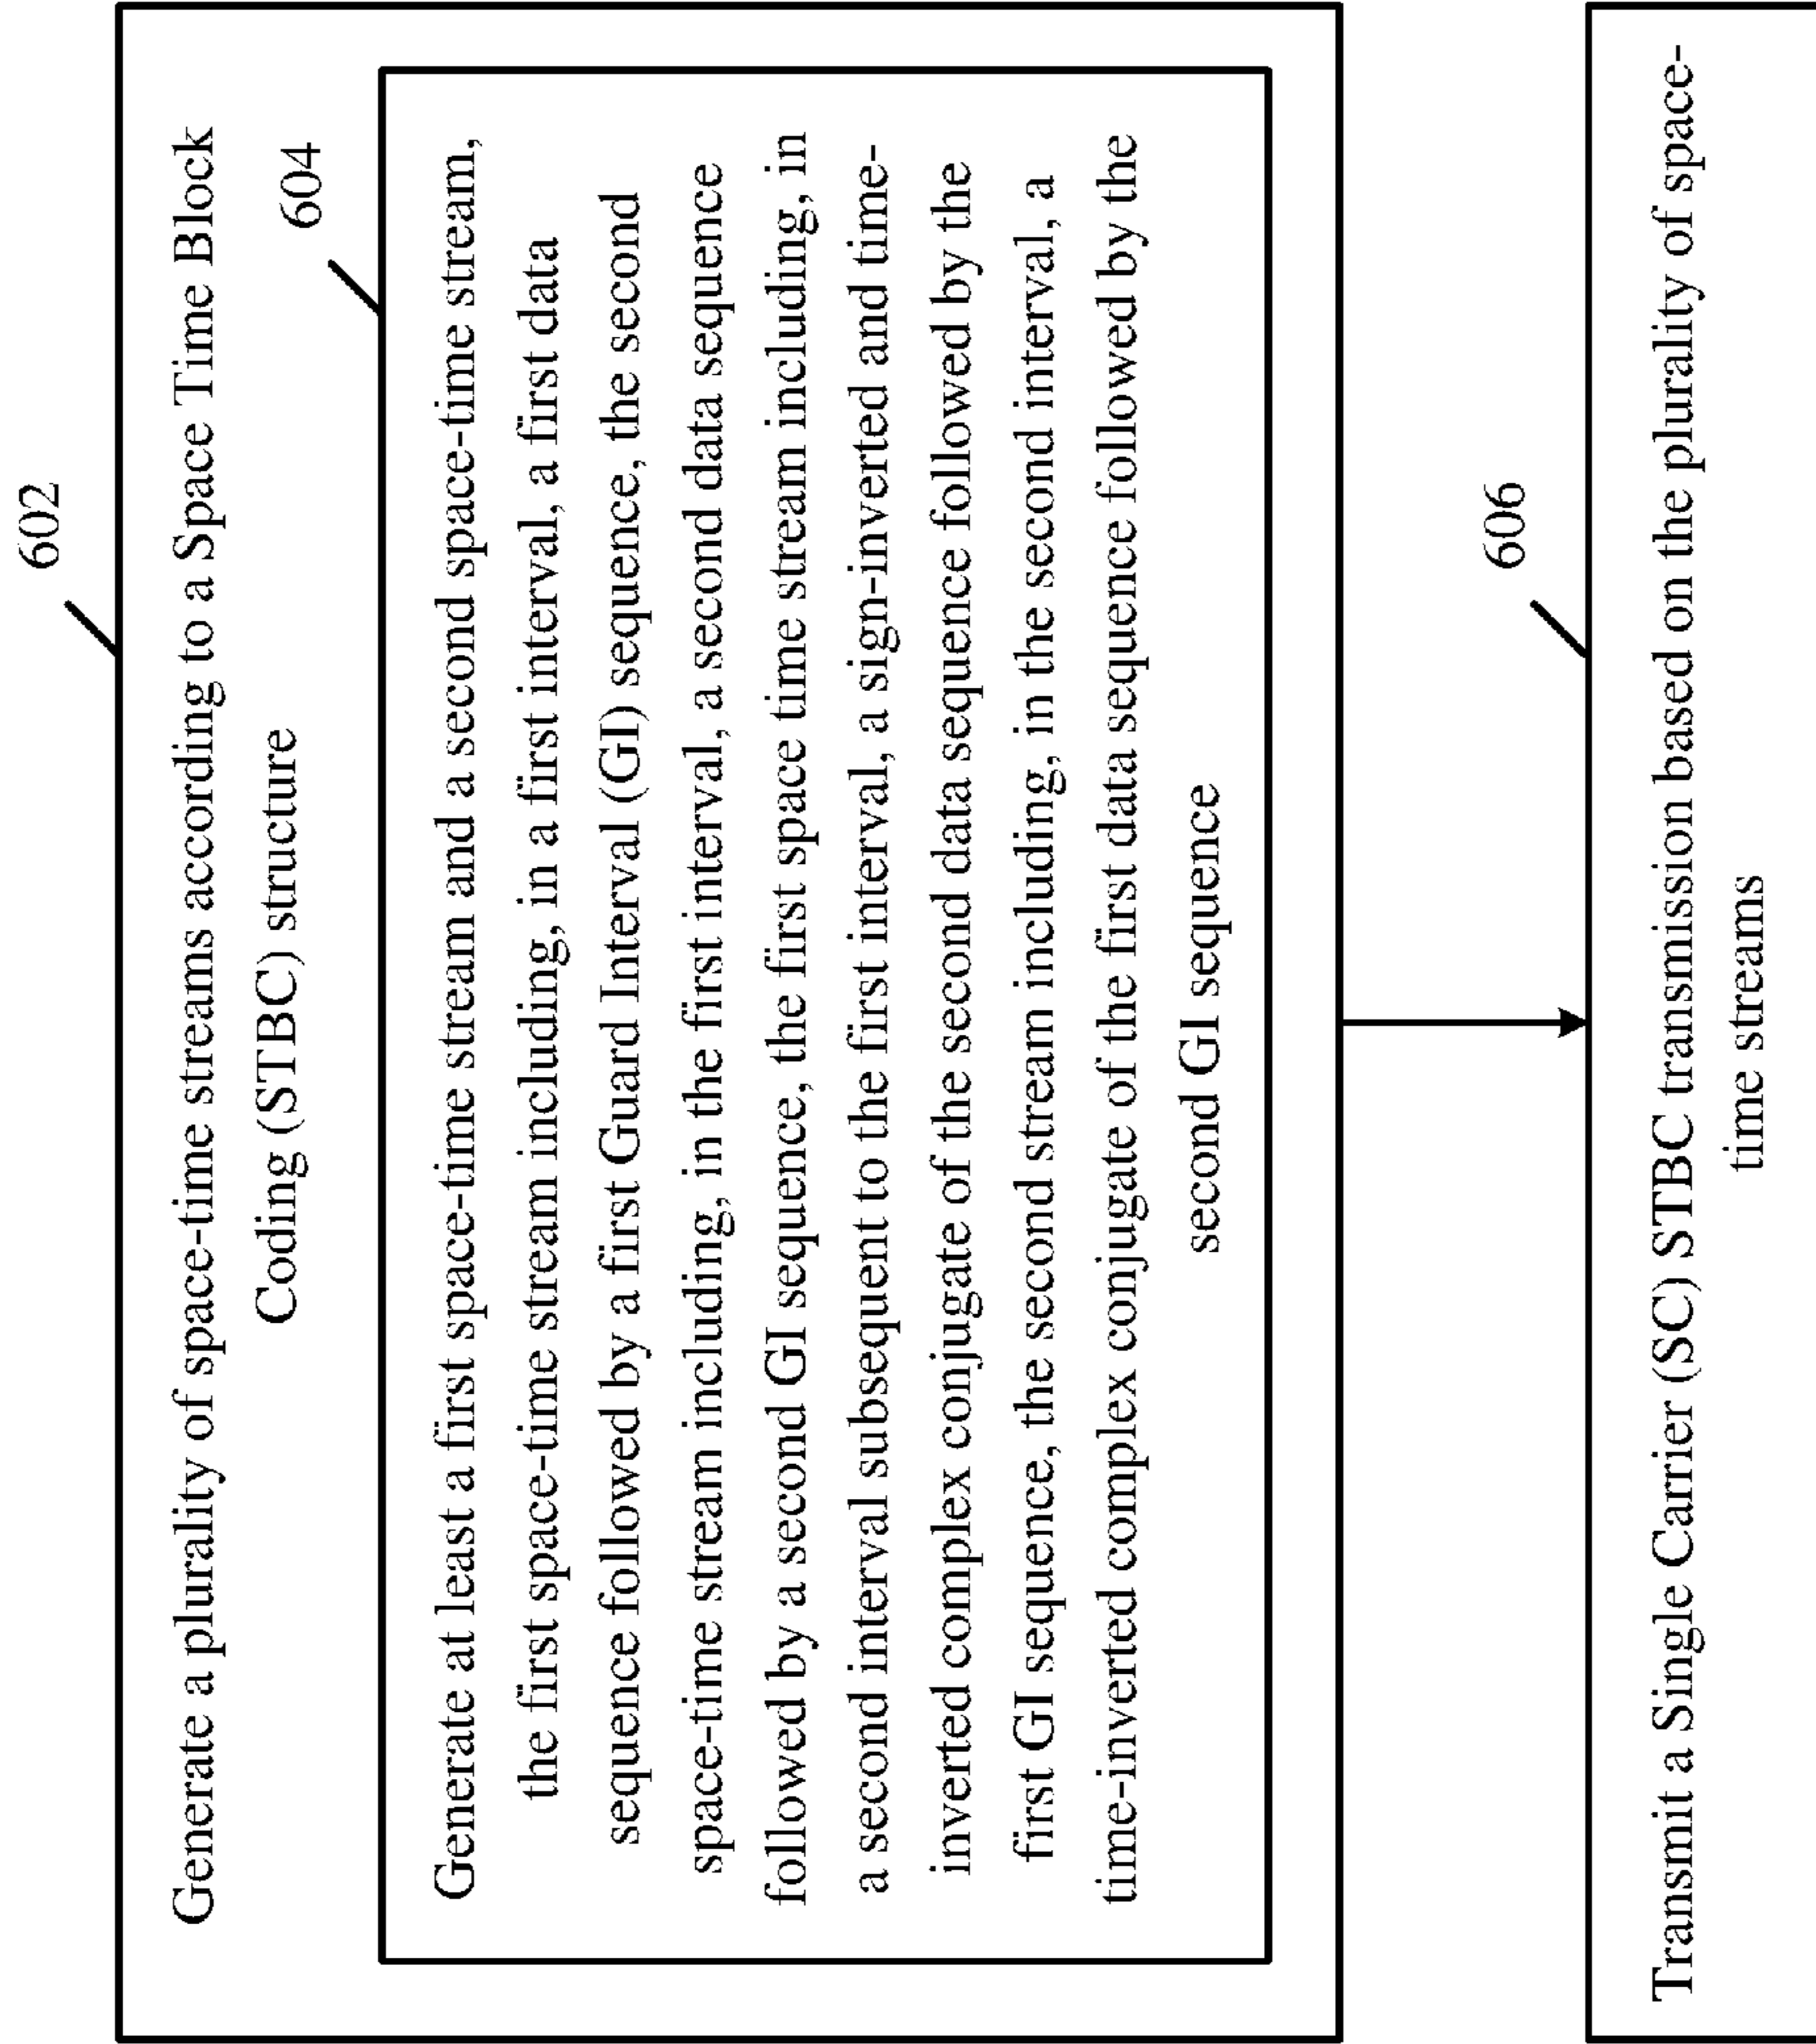 602
Generate a plurality of space-time streams according to a Space Time Block
Coding (STBC) structure
604
Generate at least a first space-time stream and a second space-time stream,
the first space-time stream including, in a first interval, a first data
sequence followed by a first Guard Interval (GI) sequence, the second
space-time stream including, in the first interval, a second data sequence
followed by a second GI sequence, the first space time stream including, in
a second interval subsequent to the first interval, a sign-inverted and time-
inverted complex conjugate of the second data sequence followed by the
first GI sequence, the second stream including, in the second interval, a
time-inverted complex conjugate of the first data sequence followed by the
second GI sequence
606
Transmit a Single Carrier (SC) STBC transmission based on the plurality of space-
time streams